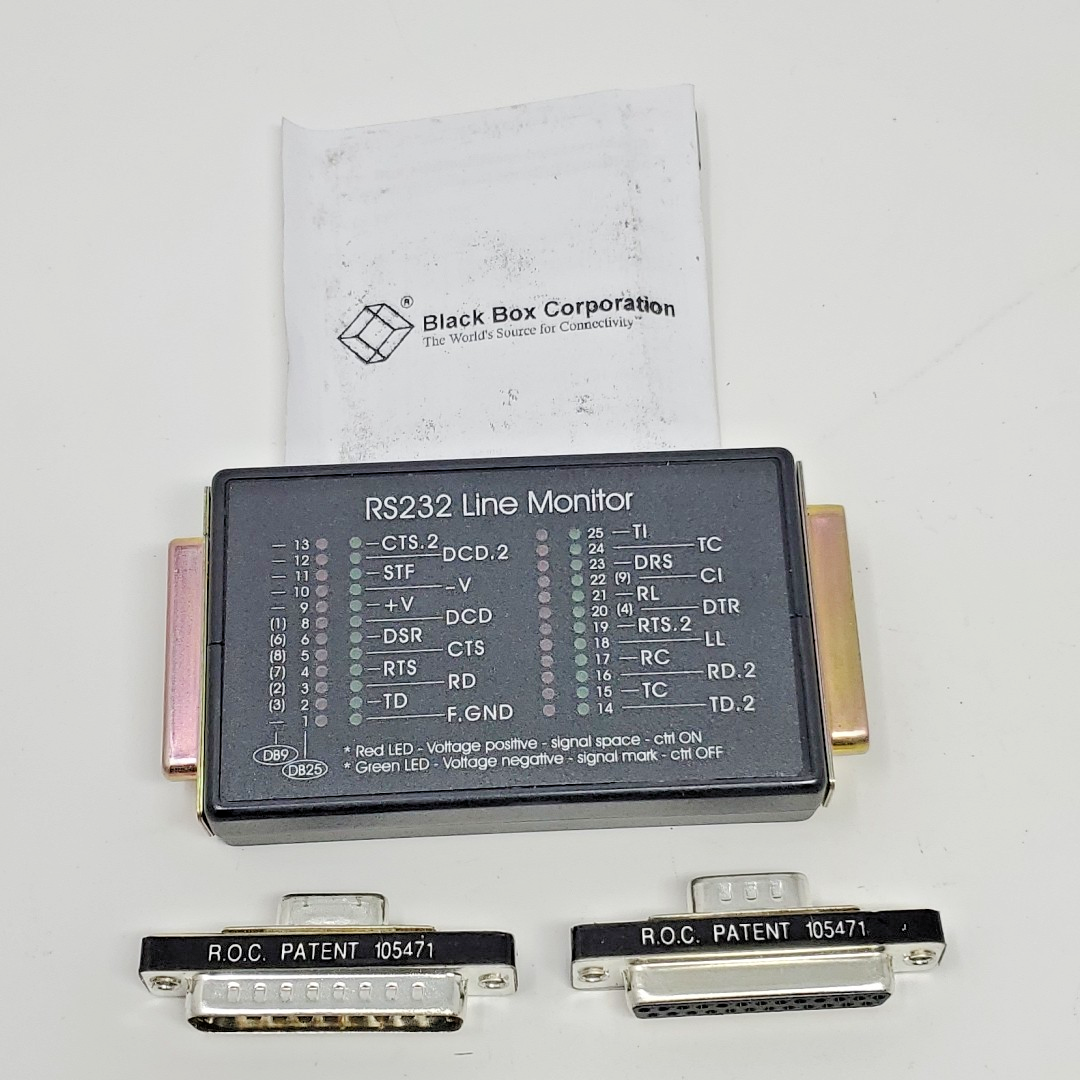 ®
Black Box Corporation
The World's Source for Connectivity™
RS232 Line Monitor
13 CTS.2
12 DCD.2
11 STF
10 -V
9 +V
(1) 8 DCD
(6) 6 DSR
(8) 5 CTS
(7) 4 RTS
(2) 3 RD
(3) 2 TD
1 F.GND
DB9
DB25
25 TI
24 TC
23 DRS
22 (9) CI
21 RL
20 (4) DTR
19 RTS.2
18 LL
17 RC
16 RD.2
15 TC
14 TD.2
* Red LED - Voltage positive - signal space - ctrl ON
* Green LED - Voltage negative - signal mark - ctrl OFF
R.O.C. PATENT 105471
R.O.C. PATENT 105471